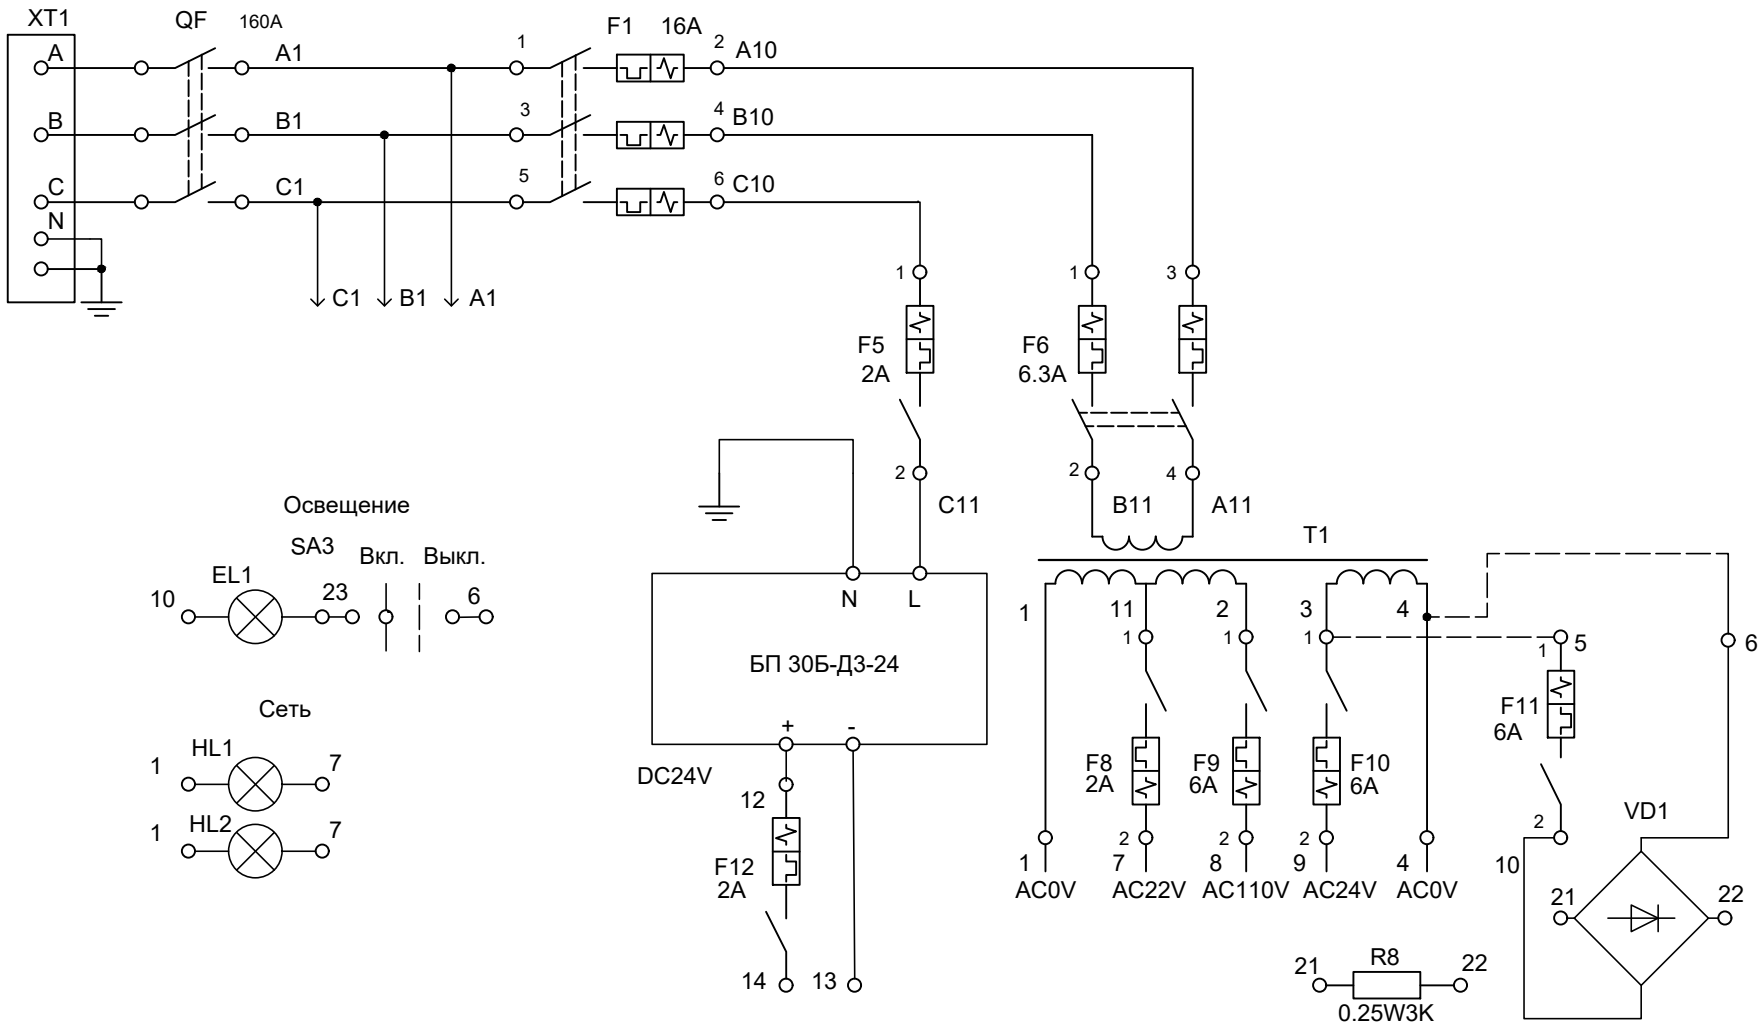 XT1 QF 160A F1 16A
A A1 1 2 A10
B B1 3 4 B10
C C1 5 6 C10
N
C1 B1 A1
1 1 3
F5 F6
2A 6.3A
2 2 4
C11 B11 A11
Освещение
SA3 Вкл. Выкл.
T1
10 EL1 23 6
N L
1 11 2 3 4
1 1 1 1 5 6
БП 30Б-Д3-24
Сеть
+ -
1 HL1 7
DC24V
F8 F9 F10 F11
2A 6A 6A 6A
1 HL2 7
12
VD1
F12
2A
2 2 2 2
1 7 8 9 4 10
AC0V AC22V AC110V AC24V AC0V
21 22
14 13
21 R8 22
0.25W3K